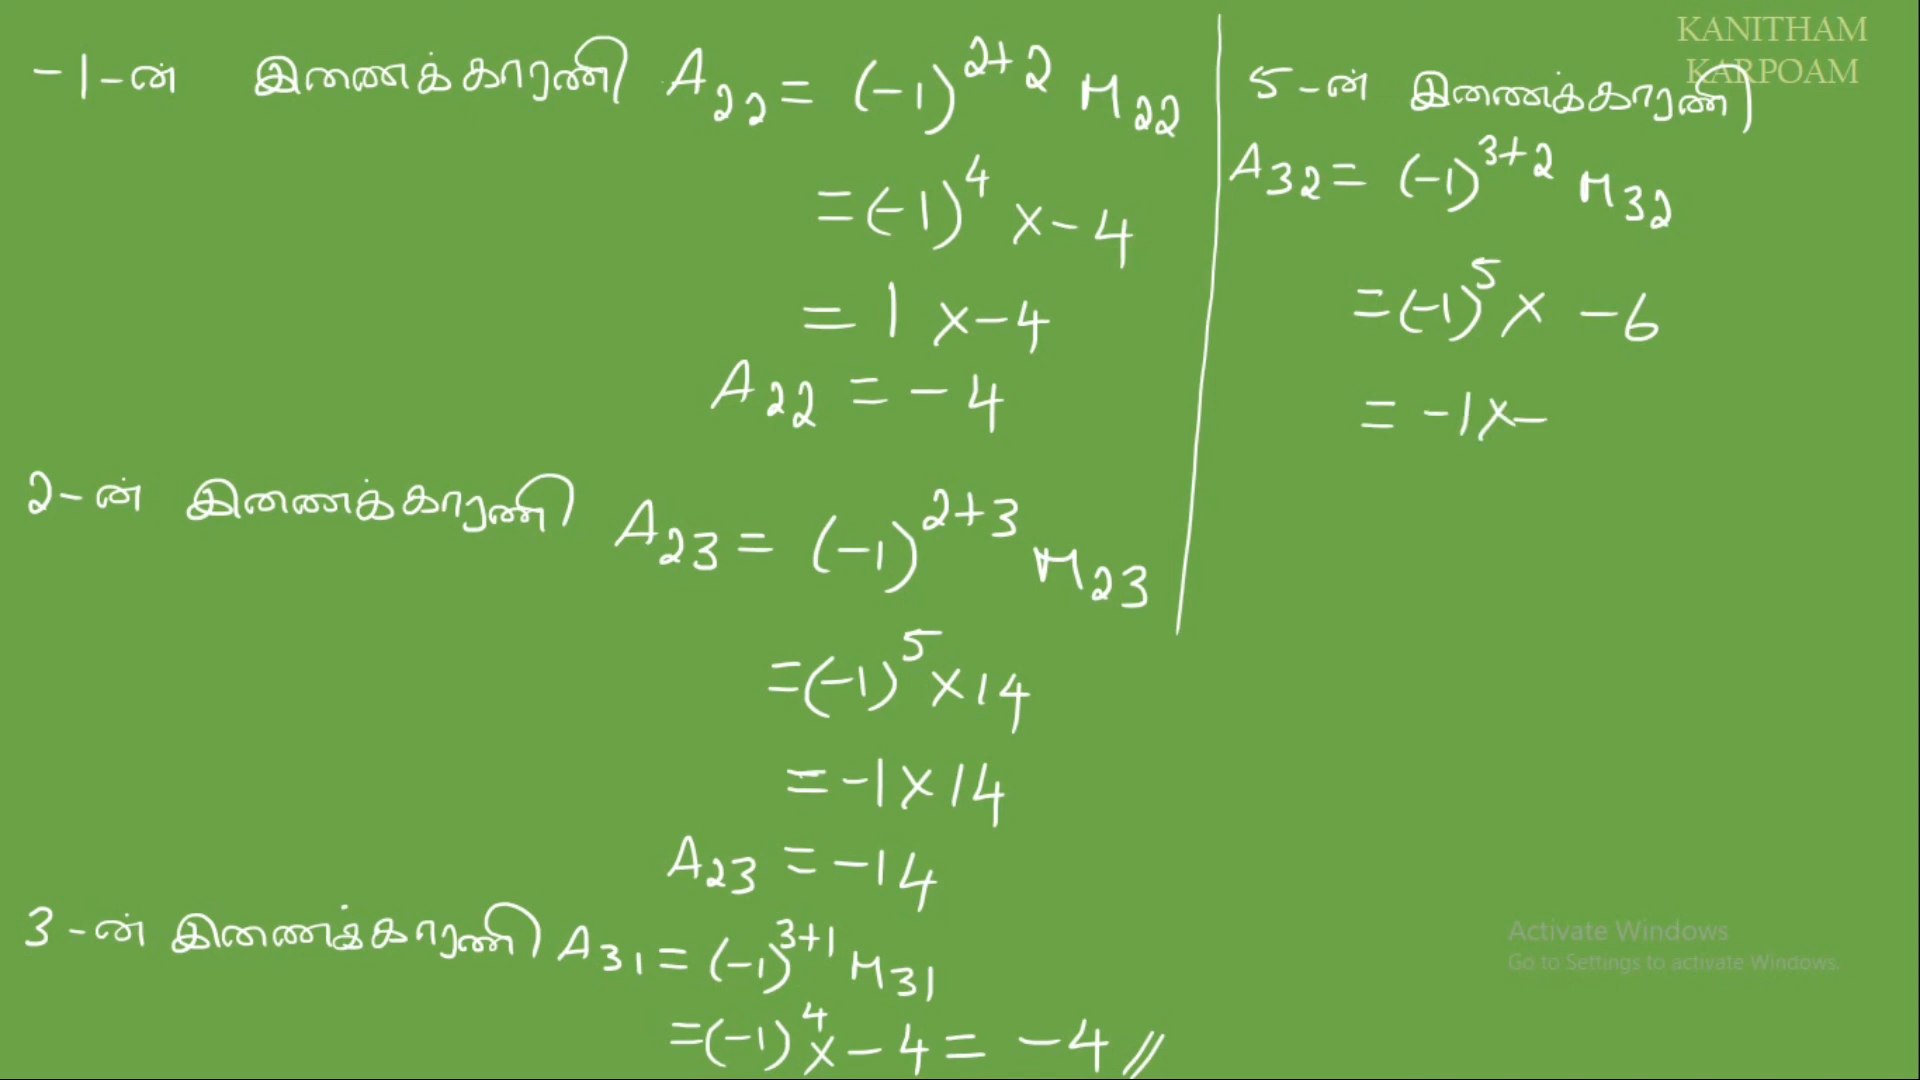 -1-ன் இணைக்காரணி A₂₂ = (-1)²⁺² M₂₂
= (-1)⁴ x -4
= 1 x -4
A₂₂ = -4
2-ன் இணைக்காரணி A₂₃ = (-1)²⁺³ M₂₃
= (-1)⁵ x 14
= -1 x 14
A₂₃ = -14
3-ன் இணைக்காரணி A₃₁ = (-1)³⁺¹ M₃₁
= (-1)⁴ x -4 = -4 //
KANITHAM
KARPOAM
5-ன் இணைக்காரணி
A₃₂ = (-1)³⁺² M₃₂
= (-1)⁵ x -6
= -1 x -
Activate Windows
Go to Settings to activate Windows.